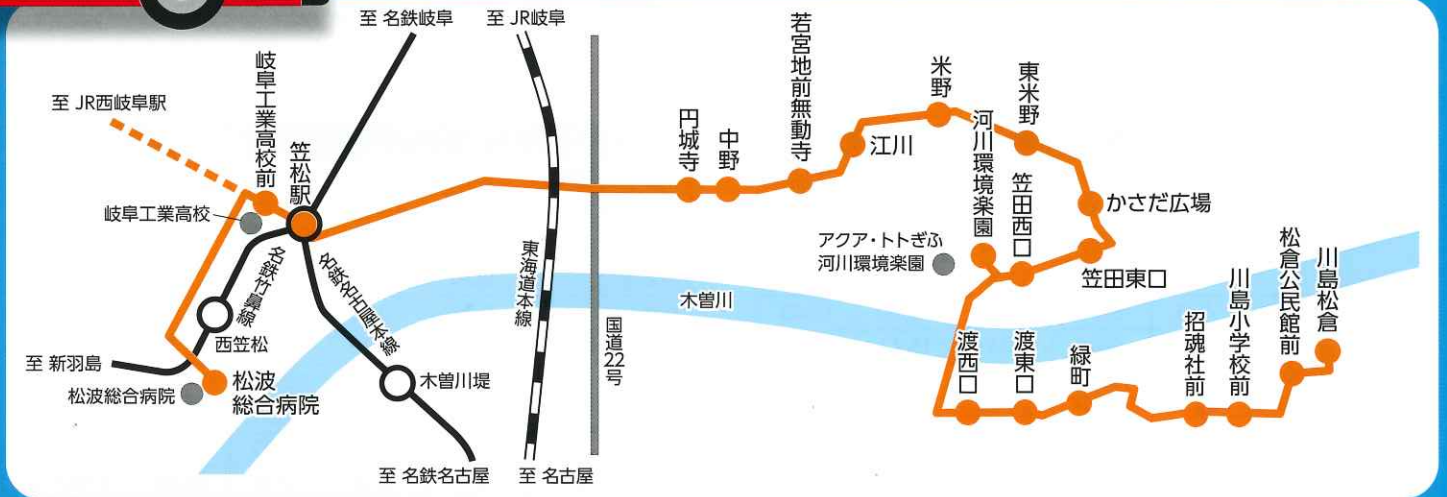 至 名鉄岐阜
至 JR岐阜
至 JR西岐阜駅
岐阜工業高校前
笠松駅
岐阜工業高校
名鉄竹鼻線
西笠松
至 新羽島
松波総合病院
松波
総合病院
名鉄名古屋本線
木曽川堤
至 名鉄名古屋
東海道本線
至 名古屋
国道22号
木曽川
円城寺
中野
若宮地前無動寺
江川
米野
東米野
かさだ広場
笠田東口
笠田西口
河川環境楽園
アクア・トトぎふ
河川環境楽園
渡西口
渡東口
緑町
招魂社前
川島小学校前
松倉公民館前
川島松倉